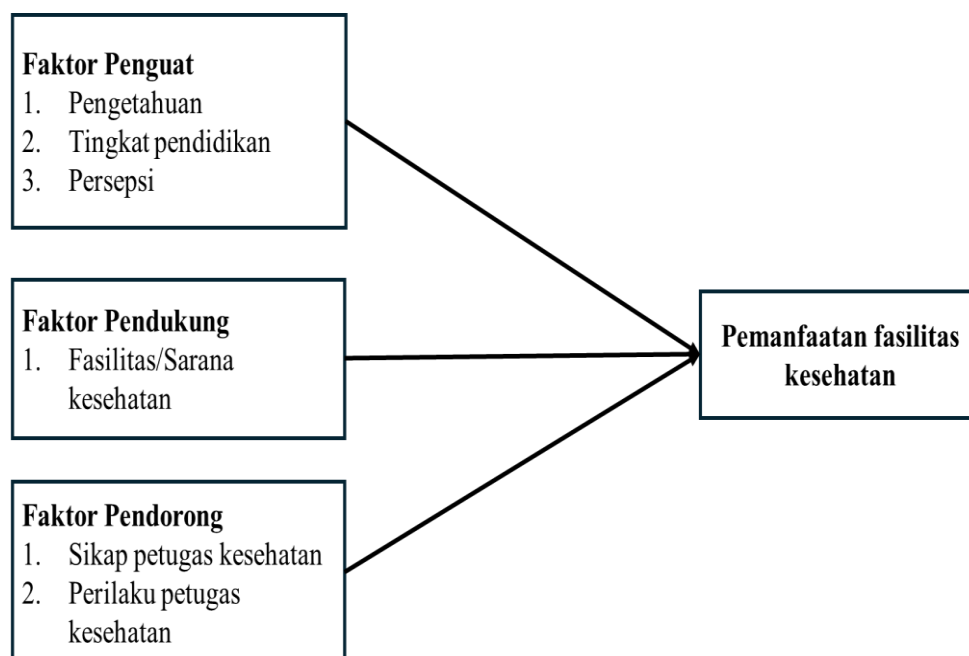 Faktor Penguat
1. Pengetahuan
2. Tingkat pendidikan
3. Persepsi
Faktor Pendukung
1. Fasilitas/Sarana
kesehatan
Faktor Pendorong
1. Sikap petugas kesehatan
2. Perilaku petugas
kesehatan
Pemanfaatan fasilitas
kesehatan